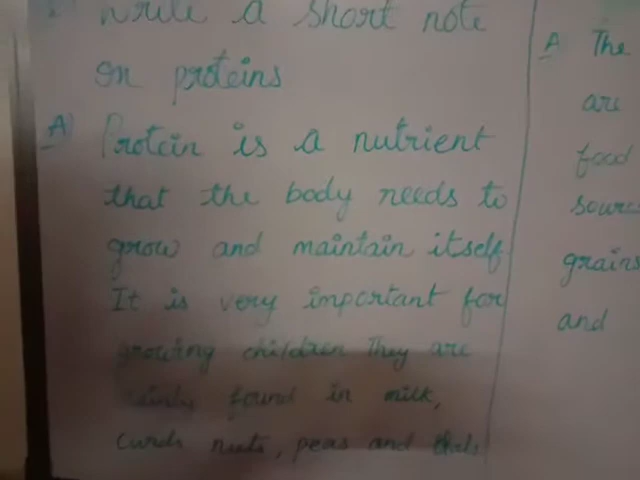 Write a short note
on proteins
A) Protein is a nutrient
that the body needs to
grow and maintain itself.
It is very important for
growing children They are
mainly found in milk,
curds nuts, peas and dals
A The
are
food
grains
and